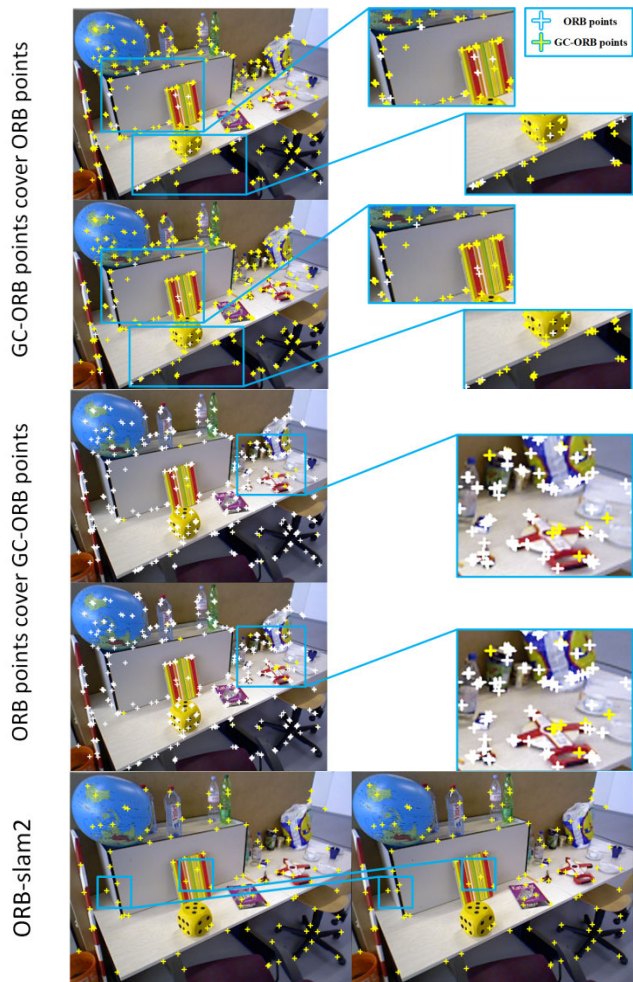 GC-ORB points cover ORB points
ORB points
GC-ORB points
ORB points cover GC-ORB points
ORB-slam2